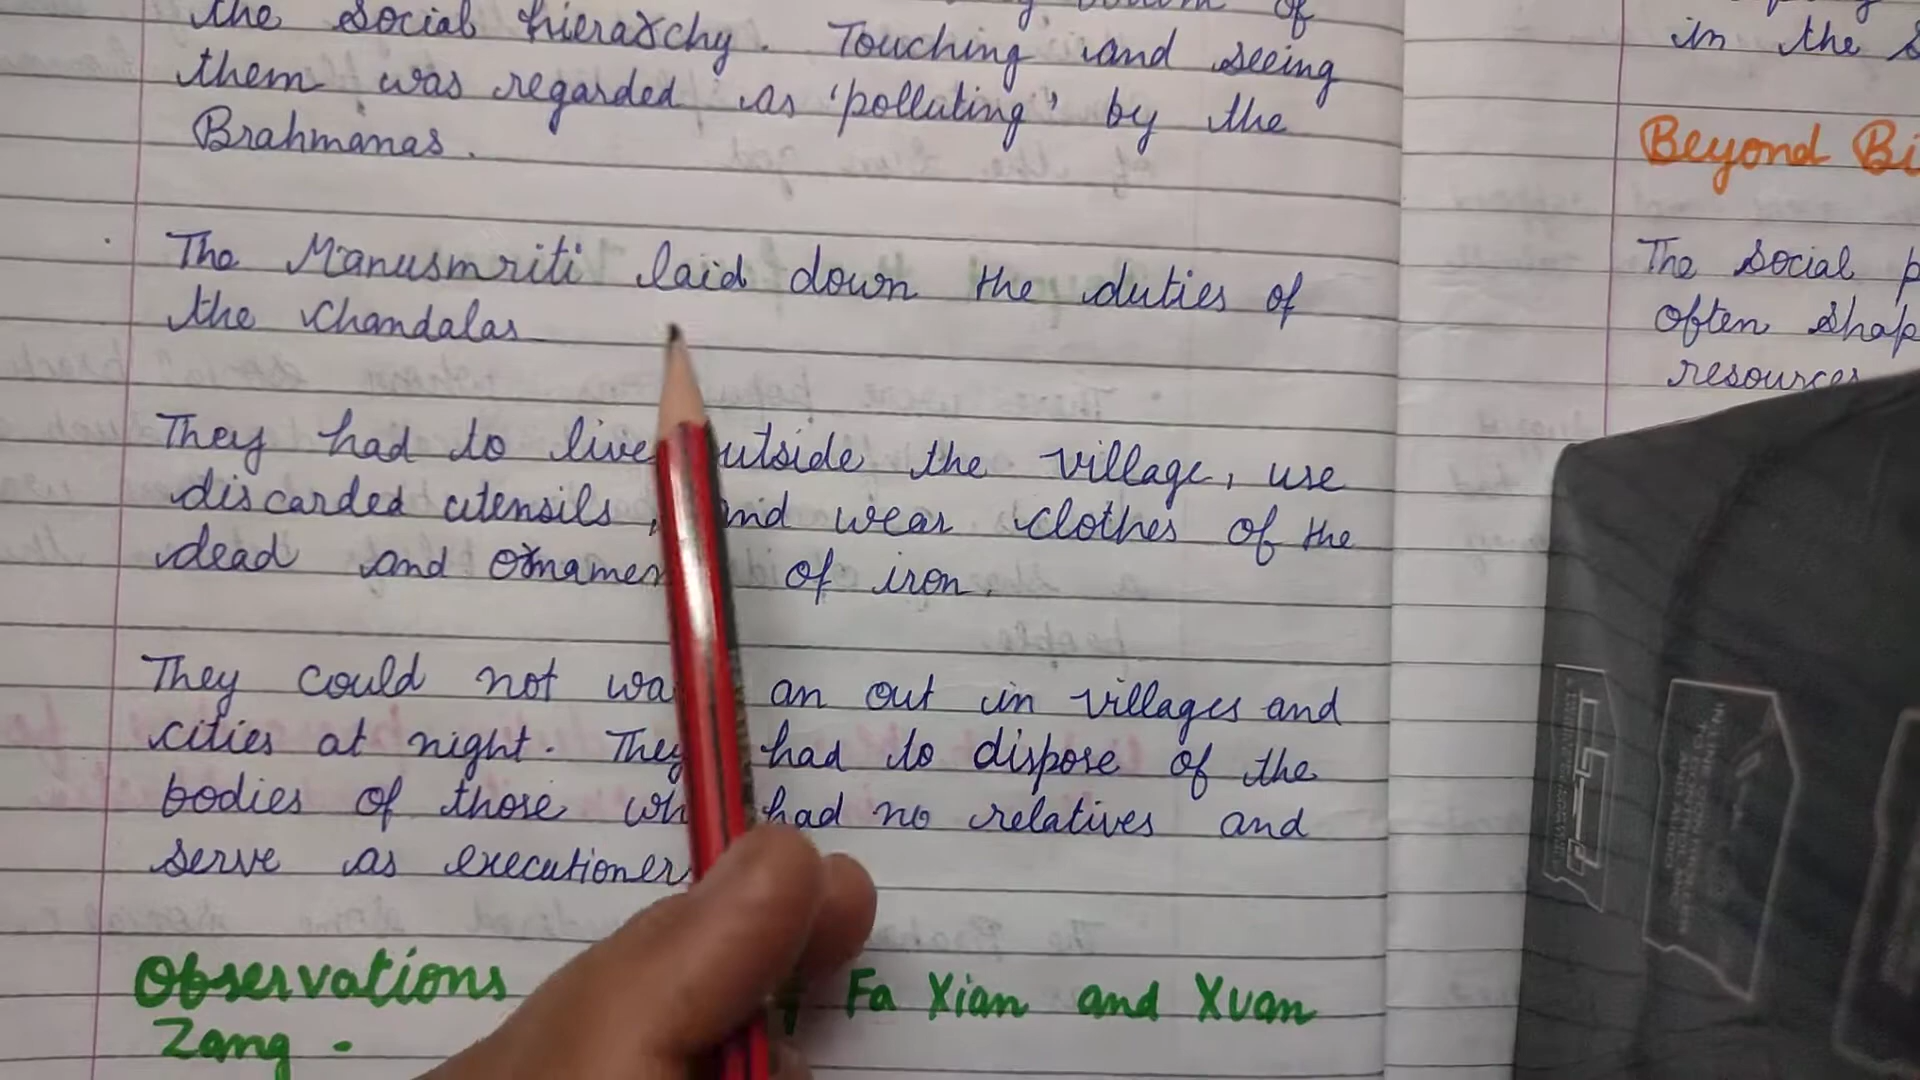 of
the social hierarchy. Touching and seeing
them was regarded as 'polluting' by the
Brahmanas.
The Manusmriti laid down the duties of
the Chandalas
They had to live utside the village, use
discarded utensils, and wear clothes of the
dead and ornamen of iron.
They could not wa an out in villages and
cities at night. They had to dispose of the
bodies of those wh had no relatives and
serve as executioner
Observations Fa Xian and Xuan
Zang -
in the s
Beyond Bi
The social p
often shap
resources